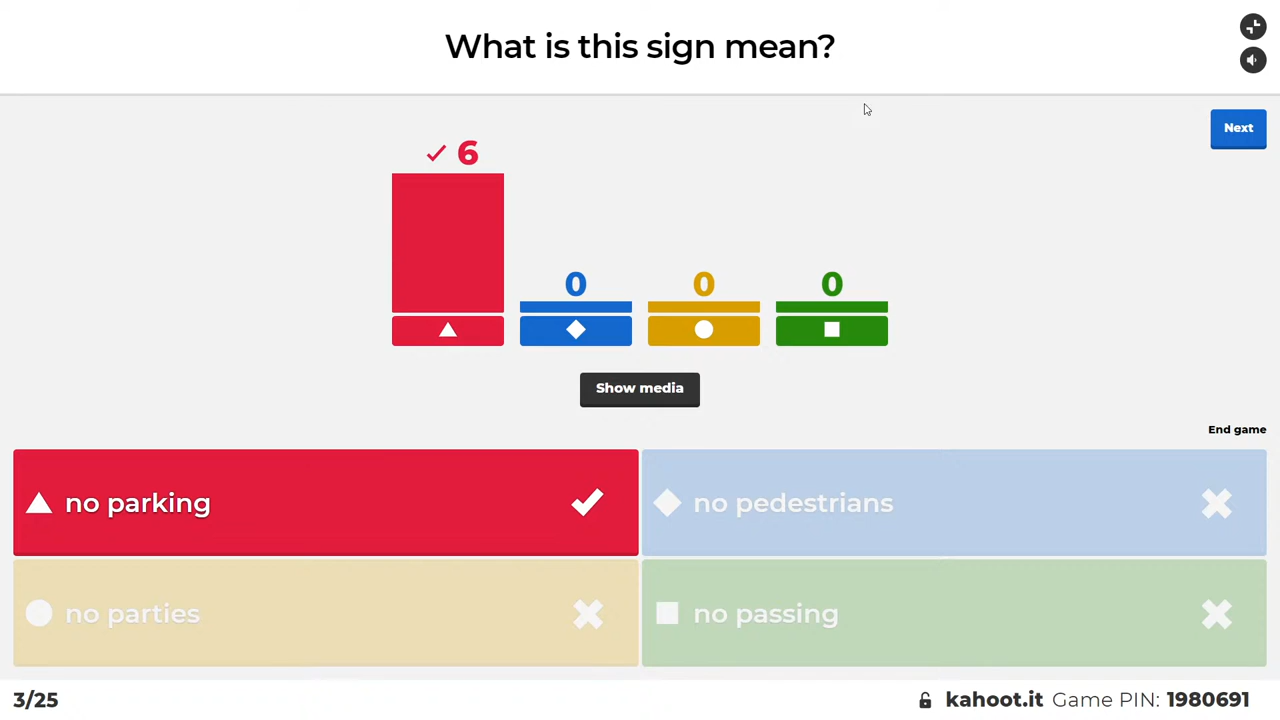 What is this sign mean?
Next
6
0
0
0
Show media
End game
no parking
no pedestrians
no parties
no passing
3/25
kahoot.it Game PIN: 1980691